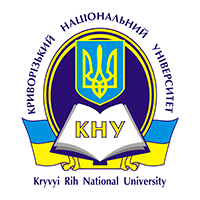 КРИВОРІЗЬКИЙ НАЦІОНАЛЬНИЙ УНІВЕРСИТЕТ
КНУ
Kryvyi Rih National University